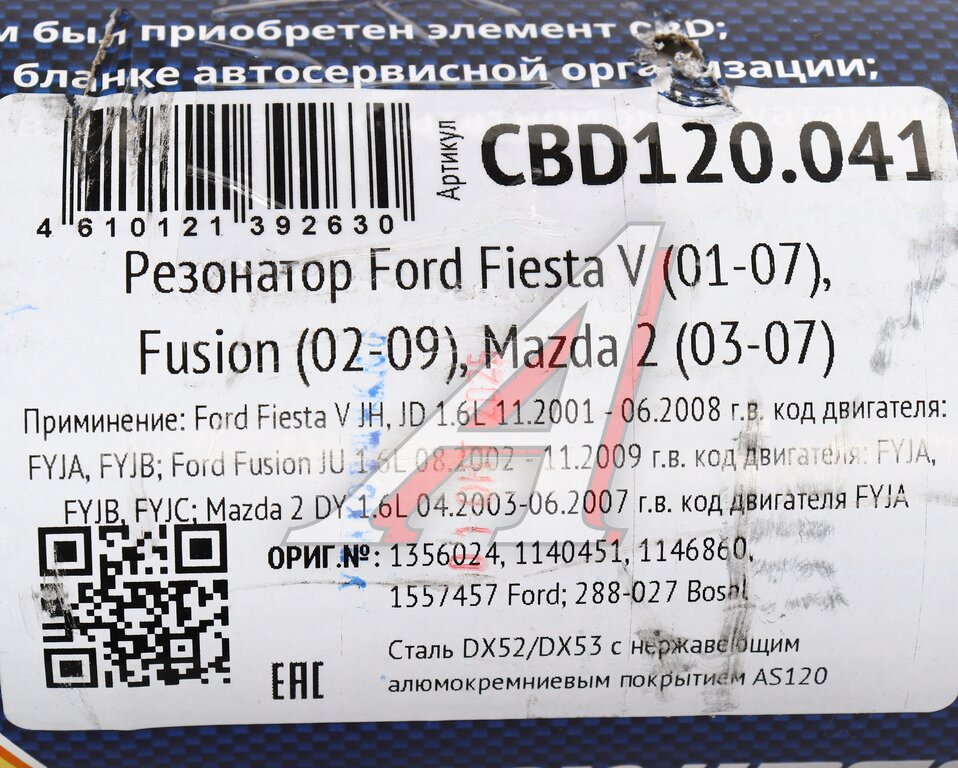 м был приобретен элемент CBD;
бланке автосервисной организации;
Артикул
CBD120.041
4 610121 392630
Резонатор Ford Fiesta V (01-07),
Fusion (02-09), Mazda 2 (03-07)
Приминение: Ford Fiesta V JH, JD 1.6L 11.2001 - 06.2008 г.в. код двигателя:
FYJA, FYJB; Ford Fusion JU 1.6L 08.2002 - 11.2009 г.в. код двигателя: FYJA,
FYJB, FYJC; Mazda 2 DY 1.6L 04.2003-06.2007 г.в. код двигателя FYJA
ОРИГ.№: 1356024, 1140451, 1146860,
1557457 Ford; 288-027 Bosal
Сталь DX52/DX53 с нержавеющим
алюмокремниевым покрытием AS120
EAC